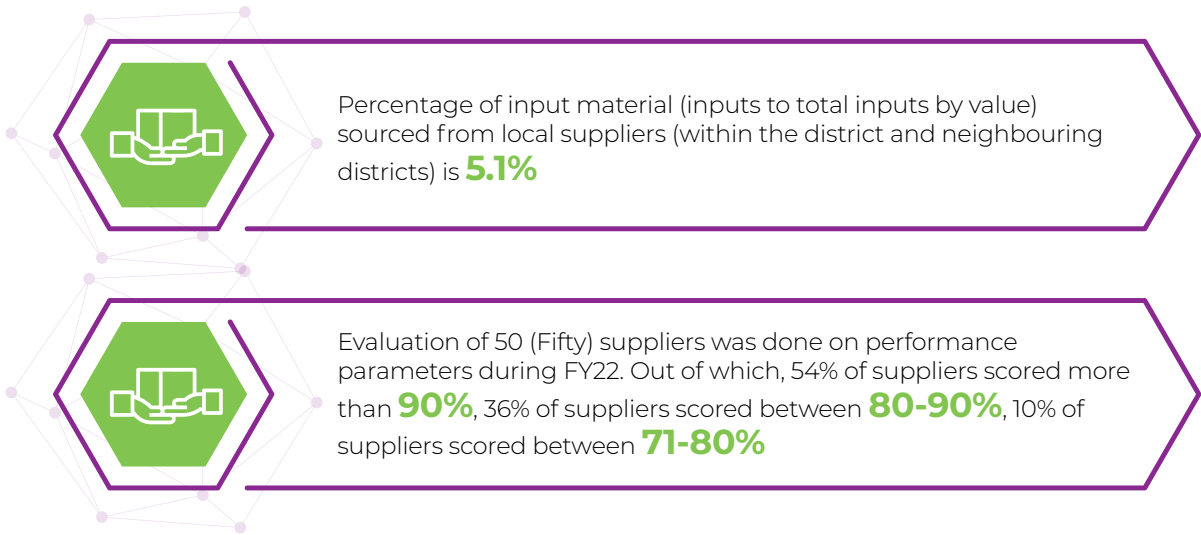 Percentage of input material (inputs to total inputs by value)
sourced from local suppliers (within the district and neighbouring
districts) is 5.1%
Evaluation of 50 (Fifty) suppliers was done on performance
parameters during FY22. Out of which, 54% of suppliers scored more
than 90%, 36% of suppliers scored between 80-90%, 10% of
suppliers scored between 71-80%